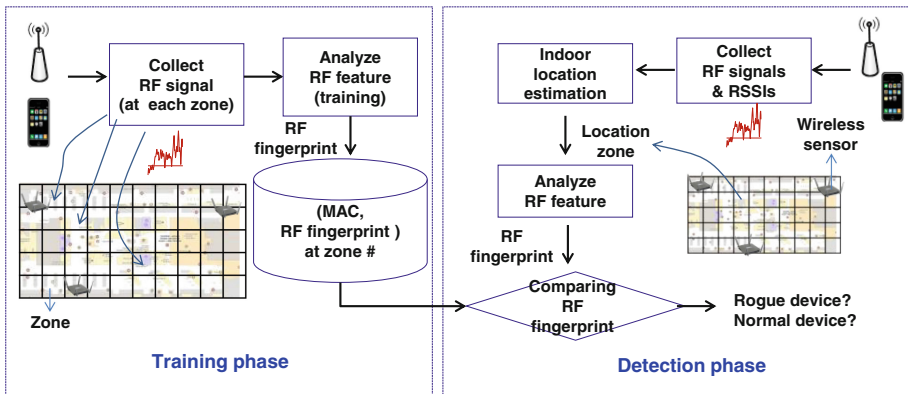 Collect
RF signal
(at each zone)
Analyze
RF feature
(training)
RF
fingerprint
(MAC,
RF fingerprint )
at zone #
Zone
Training phase
Indoor
location
estimation
Collect
RF signals
& RSSIs
Location
zone
Wireless
sensor
Analyze
RF feature
RF
fingerprint
Comparing
RF
fingerprint
Rogue device?
Normal device?
Detection phase